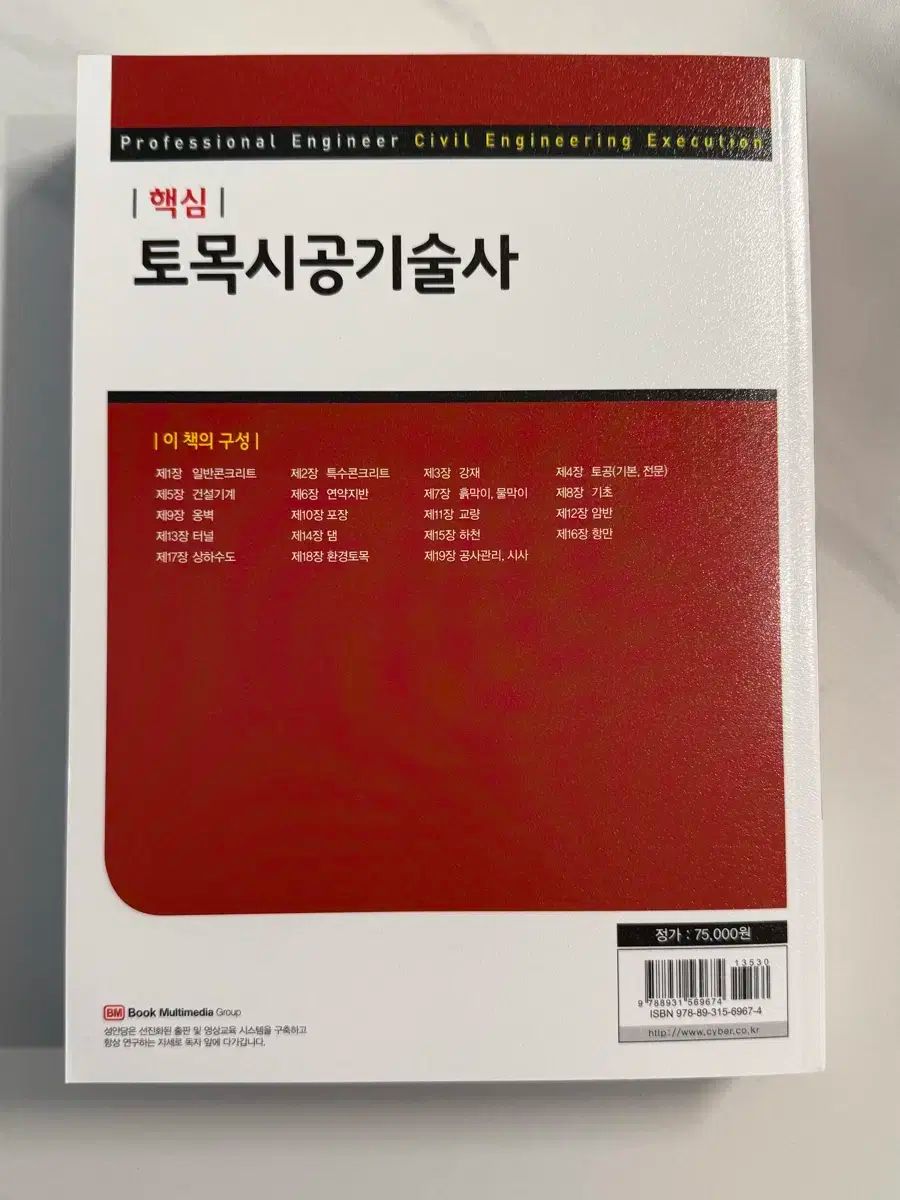 Professional Engineer Civil Engineering Execution
| 핵심 |
토목시공기술사
| 이 책의 구성 |
제1장 일반콘크리트 제2장 특수콘크리트 제3장 강재 제4장 토공(기본, 전문)
제5장 건설기계 제6장 연약지반 제7장 흙막이, 물막이 제8장 기초
제9장 옹벽 제10장 포장 제11장 교량 제12장 암반
제13장 터널 제14장 댐 제15장 하천 제16장 항만
제17장 상하수도 제18장 환경토목 제19장 공사관리, 시사
정가 : 75,000원
13530
9 788931 569674
ISBN 978-89-315-6967-4
http://www.cyber.co.kr
BM Book Multimedia Group
성안당은 선진화된 출판 및 영상교육 시스템을 구축하고
항상 연구하는 자세로 독자 앞에 다가갑니다.